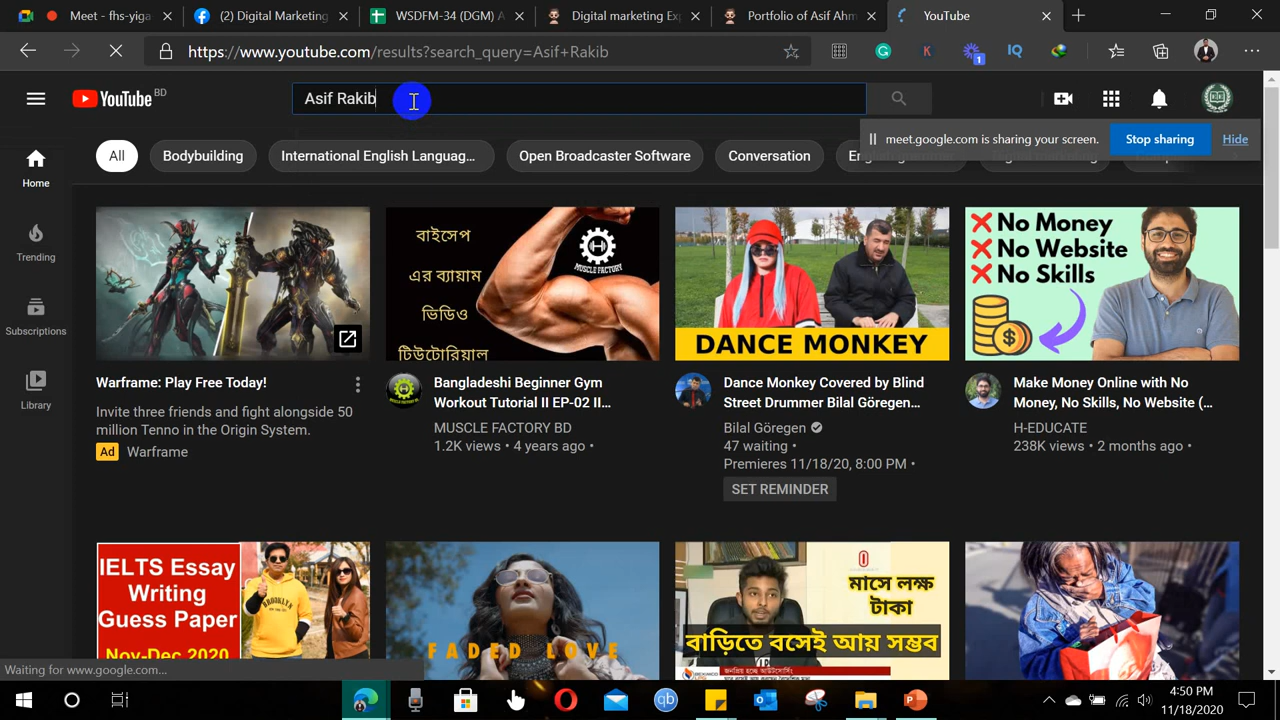 Meet - fhs-yiga
(2) Digital Marketing
WSDFM-34 (DGM) A
Digital marketing Exp
Portfolio of Asif Ahm
YouTube
https://www.youtube.com/results?search_query=Asif+Rakib
YouTube BD
Asif Rakib
meet.google.com is sharing your screen.
Stop sharing
Hide
All
Bodybuilding
International English Languag...
Open Broadcaster Software
Conversation
Home
Trending
Subscriptions
Library
Warframe: Play Free Today!
Invite three friends and fight alongside 50
million Tenno in the Origin System.
Ad Warframe
বাইসেপ
এর ব্যায়াম
ভিডিও
টিউটোরিয়াল
MUSCLE FACTORY
Bangladeshi Beginner Gym
Workout Tutorial II EP-02 II...
MUSCLE FACTORY BD
1.2K views • 4 years ago •
DANCE MONKEY
Dance Monkey Covered by Blind
Street Drummer Bilal Göregen...
Bilal Göregen
47 waiting •
Premieres 11/18/20, 8:00 PM •
SET REMINDER
No Money
No Website
No Skills
Make Money Online with No
Money, No Skills, No Website (...
H-EDUCATE
238K views • 2 months ago •
IELTS Essay
Writing
Guess Paper
Nov-Dec 2020
BROOKLYN
FADED LOVE
মাসে লক্ষ
টাকা
বাড়িতে বসেই আয় সম্ভব
Waiting for www.google.com...
4:50 PM
11/18/2020